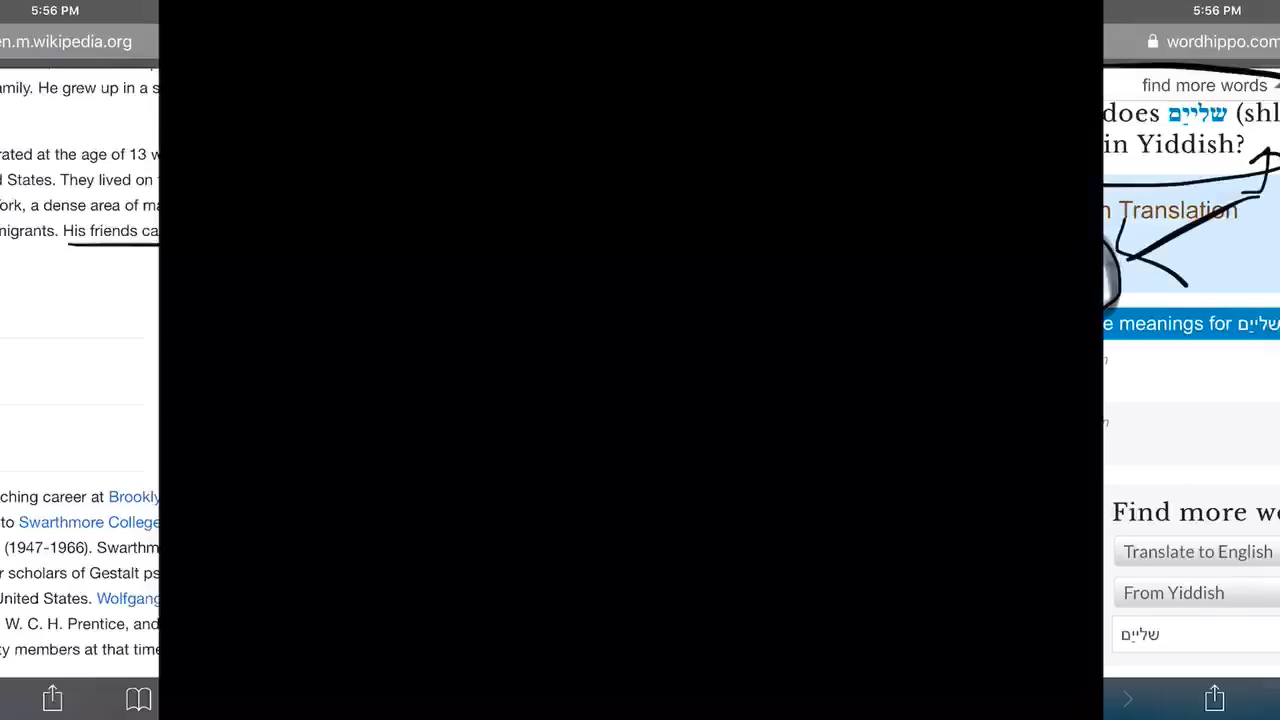 5:56 PM
en.m.wikipedia.org
amily. He grew up in a s
rated at the age of 13 w
d States. They lived on
ork, a dense area of ma
migrants. His friends ca
ching career at Brookly
to Swarthmore College
(1947-1966). Swarthm
r scholars of Gestalt ps
United States. Wolfgang
W. C. H. Prentice, and
ty members at that time
5:56 PM
wordhippo.com
find more words
does שלייַם (shl
in Yiddish?
n Translation
e meanings for שלייַם
Find more wo
Translate to English
From Yiddish
שלייַם